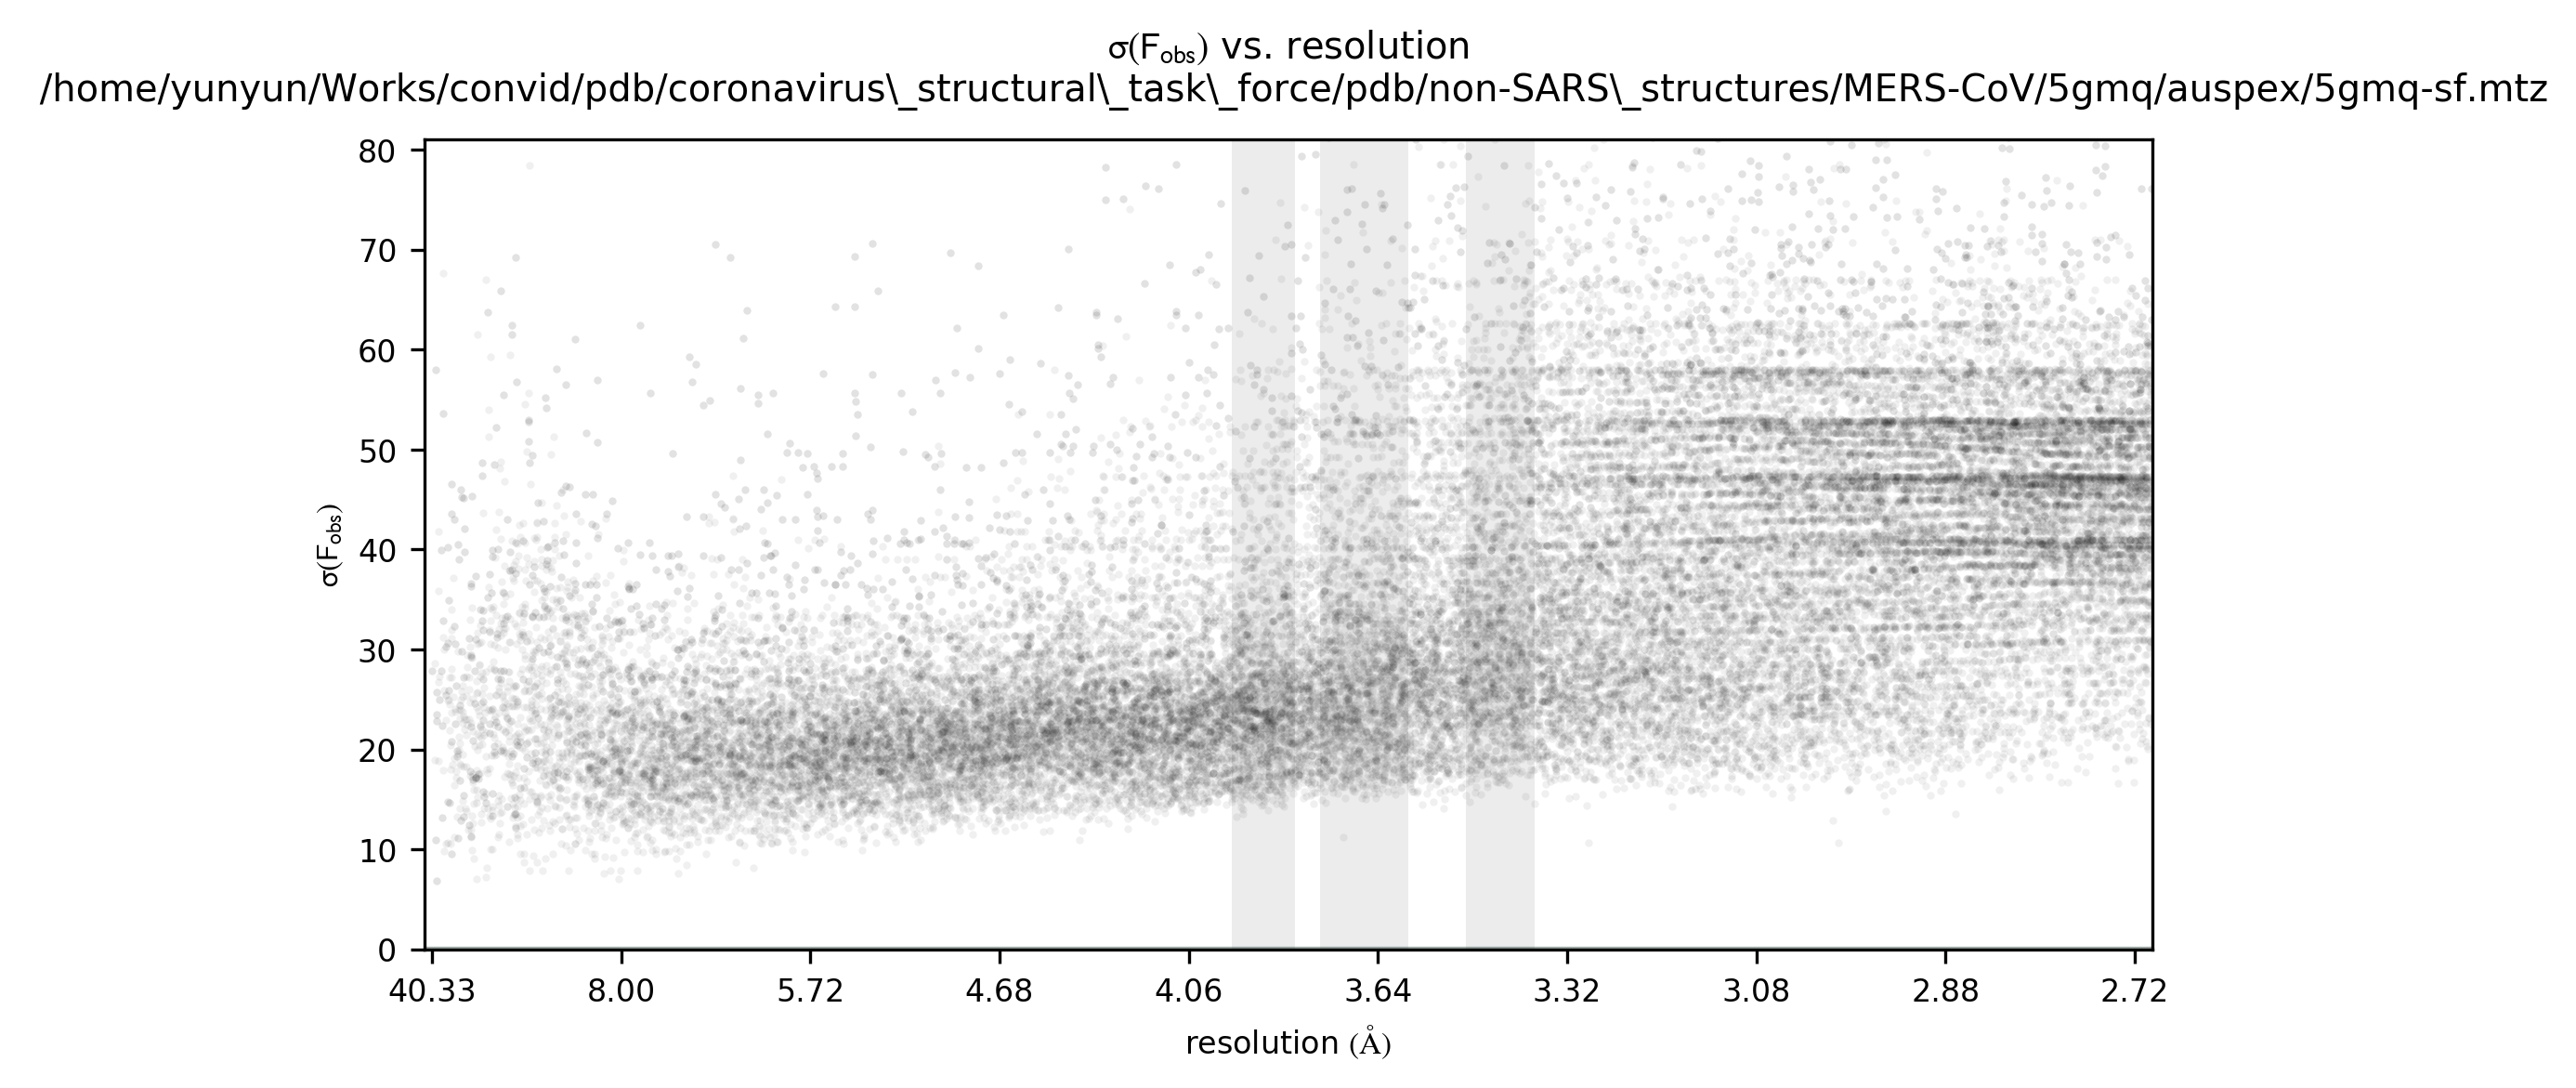 σ(Fobs) vs. resolution
/home/yunyun/Works/convid/pdb/coronavirus\_structural\_task\_force/pdb/non-SARS\_structures/MERS-CoV/5gmq/auspex/5gmq-sf.mtz
80
70
60
50
40
30
20
10
0
σ(Fobs)
40.33 8.00 5.72 4.68 4.06 3.64 3.32 3.08 2.88 2.72
resolution (Å)